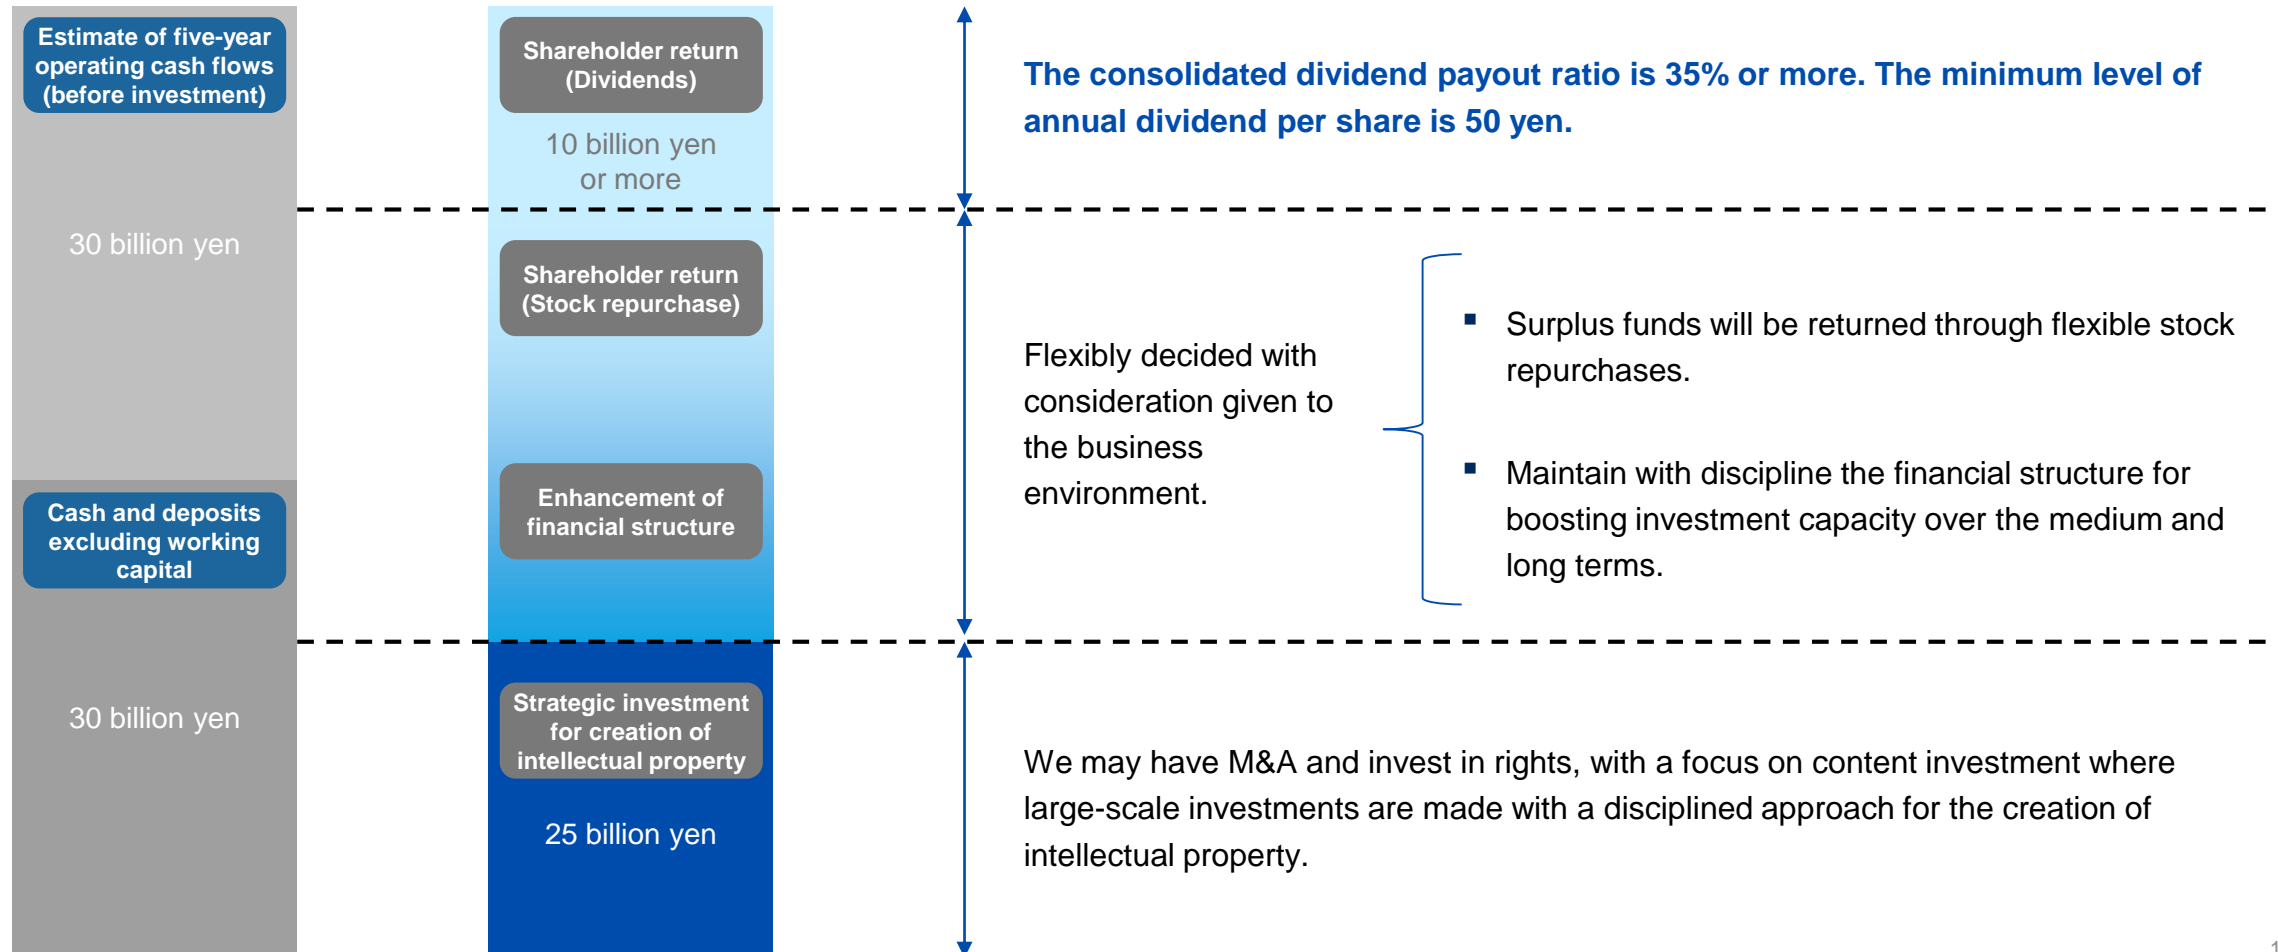 Estimate of five-year
operating cash flows
(before investment)
30 billion yen
Cash and deposits
excluding working
capital
30 billion yen
Shareholder return
(Dividends)
10 billion yen
or more
Shareholder return
(Stock repurchase)
Enhancement of
financial structure
Strategic investment
for creation of
intellectual property
25 billion yen
The consolidated dividend payout ratio is 35% or more. The minimum level of
annual dividend per share is 50 yen.
Flexibly decided with
consideration given to
the business
environment.
▪ Surplus funds will be returned through flexible stock
repurchases.
▪ Maintain with discipline the financial structure for
boosting investment capacity over the medium and
long terms.
We may have M&A and invest in rights, with a focus on content investment where
large-scale investments are made with a disciplined approach for the creation of
intellectual property.